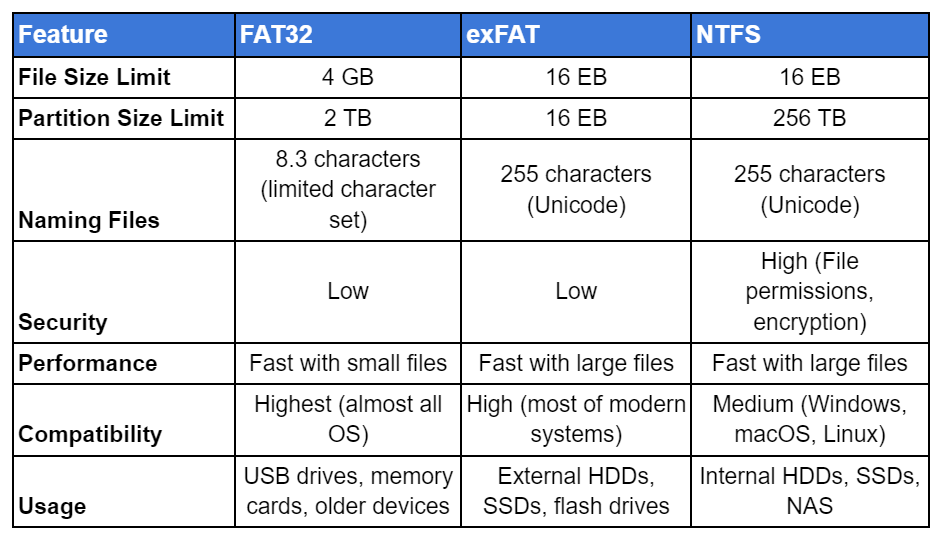 Feature FAT32 exFAT NTFS
File Size Limit 4 GB 16 EB 16 EB
Partition Size Limit 2 TB 16 EB 256 TB
Naming Files
8.3 characters
(limited character
set)
255 characters
(Unicode)
255 characters
(Unicode)
Security
Low
Low
High (File
permissions,
encryption)
Performance Fast with small files Fast with large files Fast with large files
Compatibility
Highest (almost all
OS)
High (most of modern
systems)
Medium (Windows,
macOS, Linux)
Usage
USB drives, memory
cards, older devices
External HDDs,
SSDs, flash drives
Internal HDDs, SSDs,
NAS